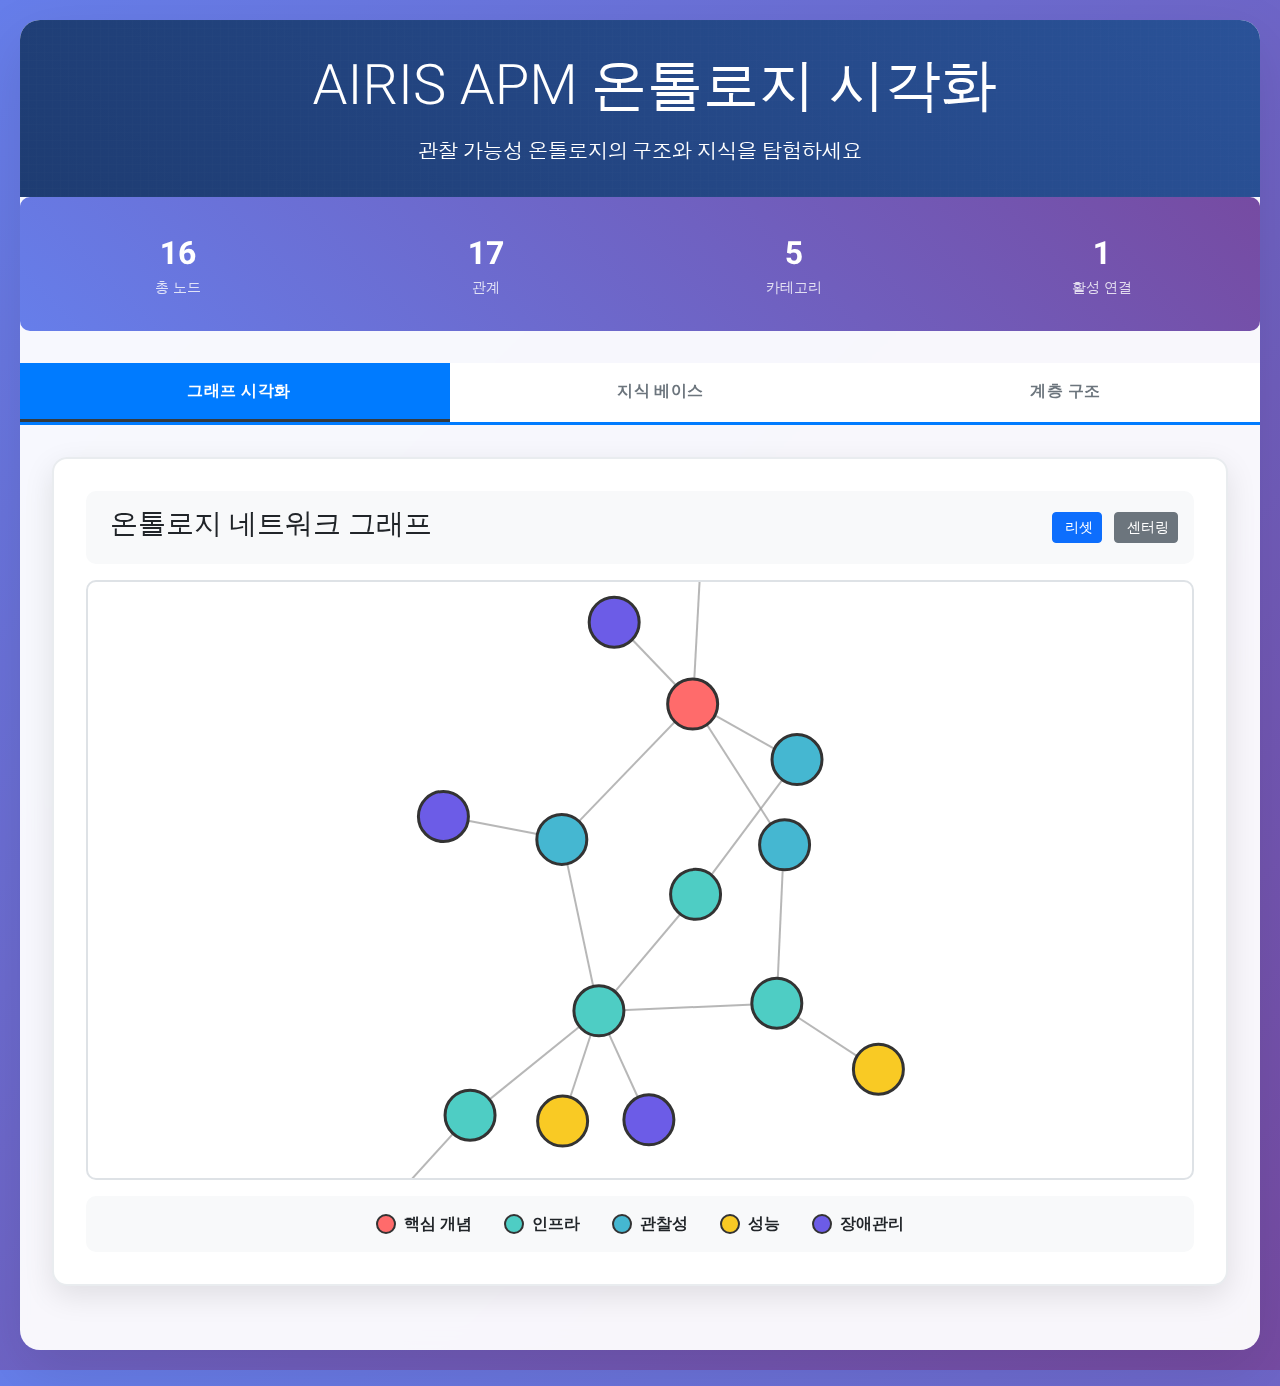 AIRIS APM 온톨로지 시각화
관찰 가능성 온톨로지의 구조와 지식을 탐험하세요
16
총 노드
17
관계
5
카테고리
1
활성 연결
그래프 시각화
지식 베이스
계층 구조
온톨로지 네트워크 그래프
리셋
센터링
핵심 개념
인프라
관찰성
성능
장애관리